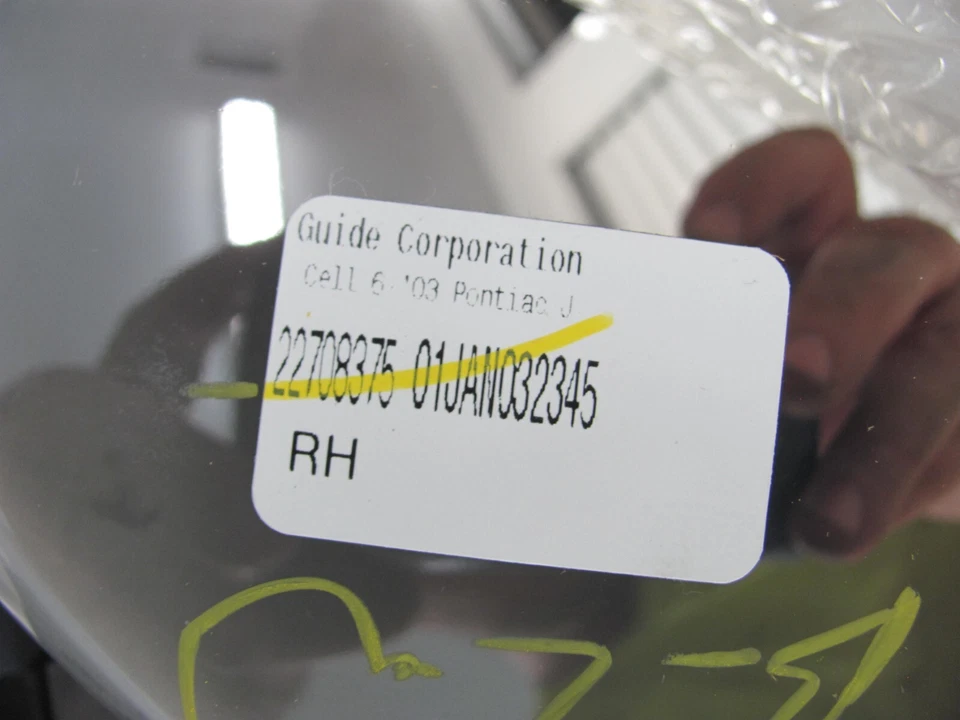 Guide Corporation
Cell 6 '03 Pontiac J
22708375 01JAN032345
RH